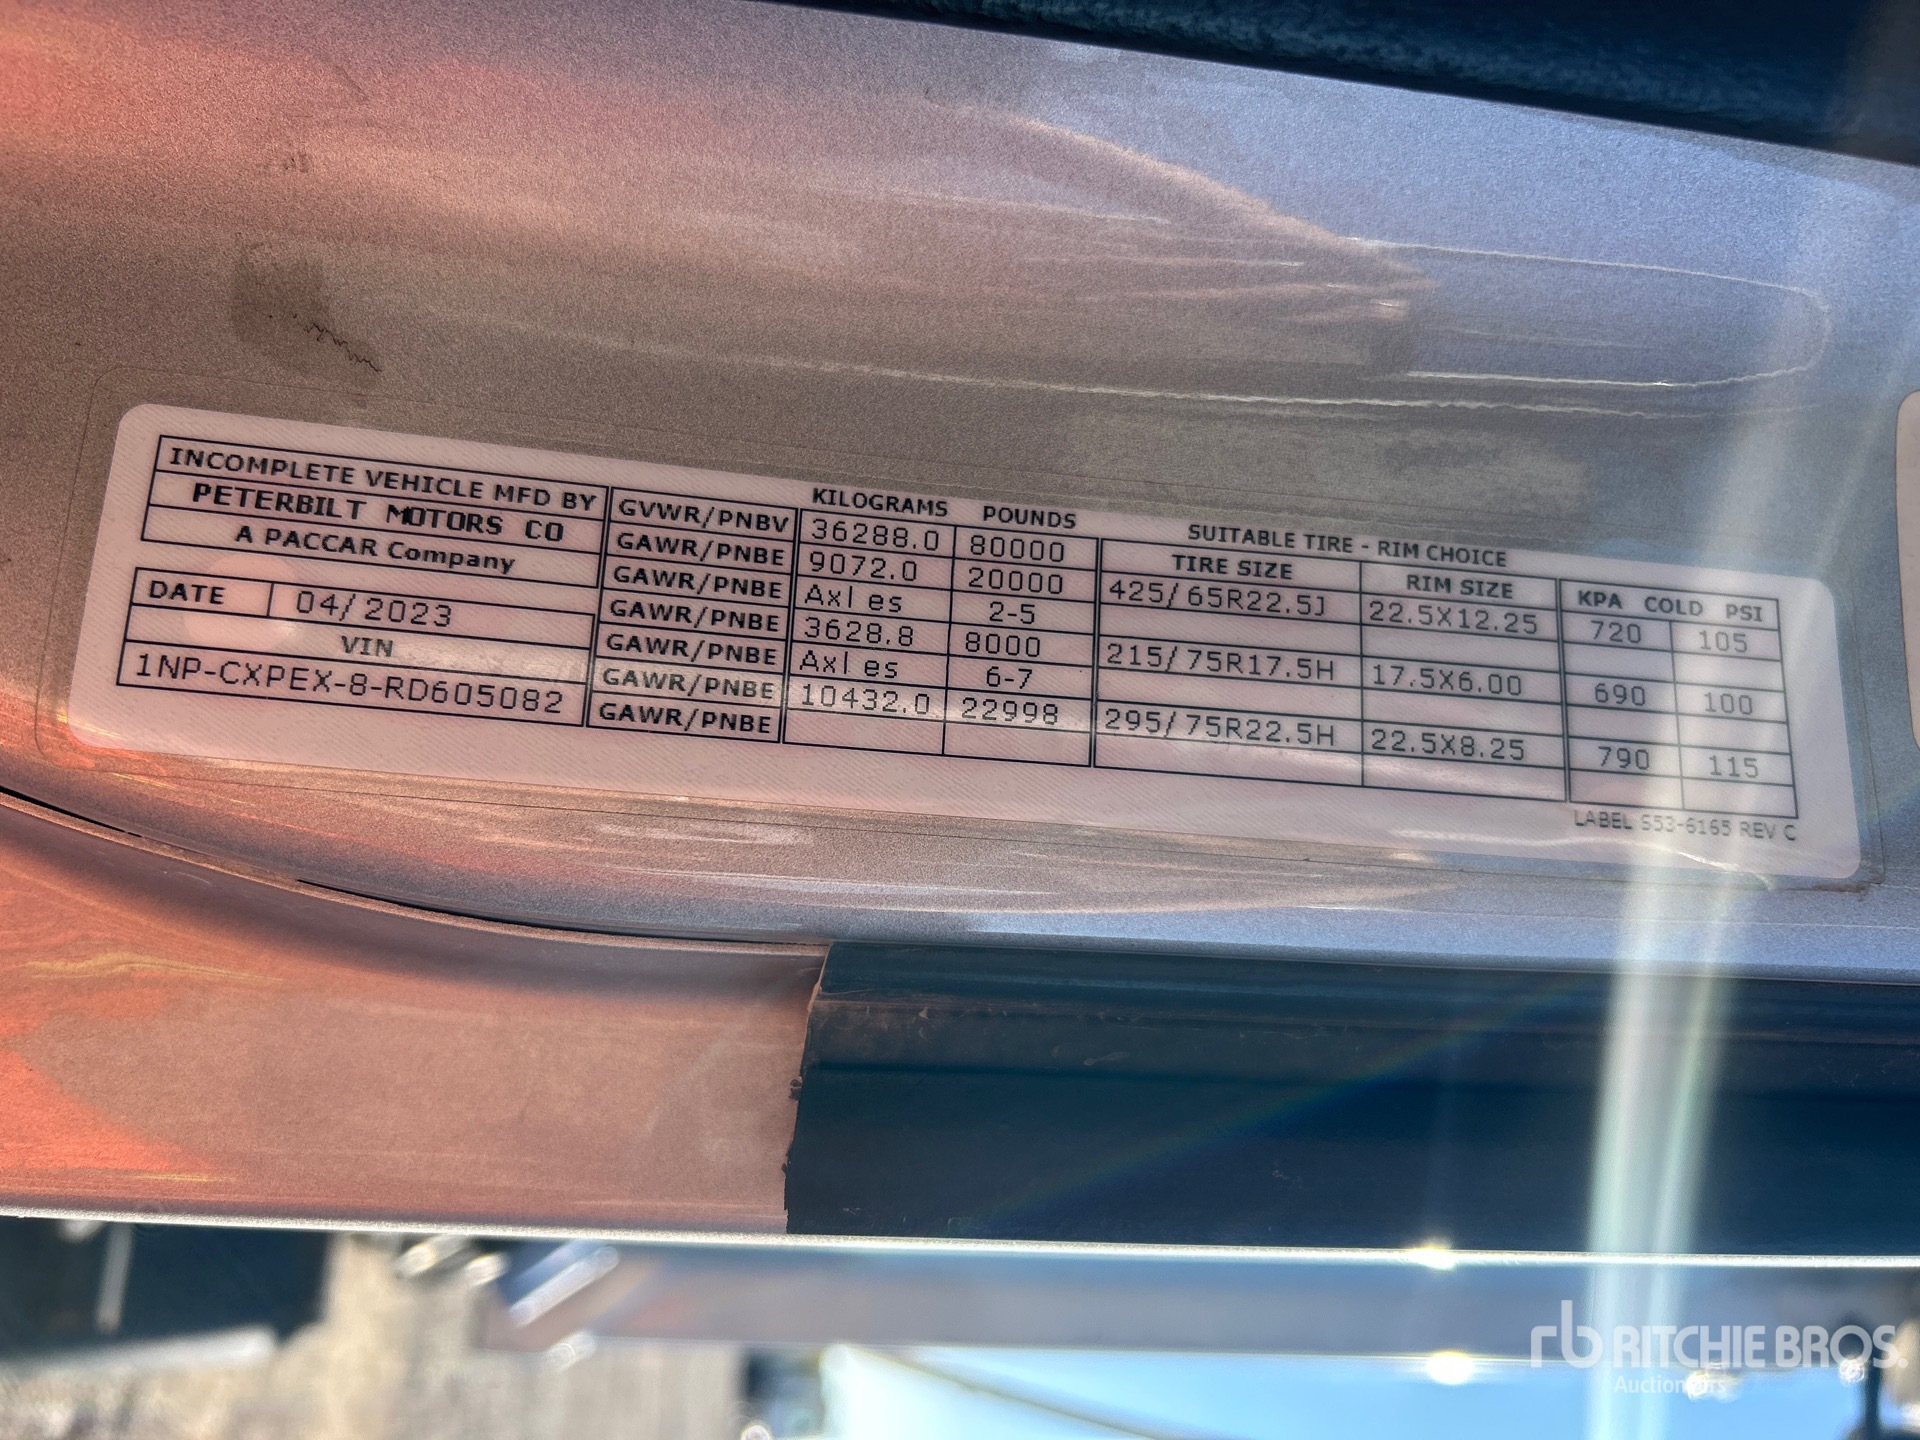 INCOMPLETE VEHICLE MFD BY
PETERBILT MOTORS CO
A PACCAR Company
DATE 04/2023
VIN
1NP-CXPEX-8-RD605082
KILOGRAMS POUNDS
GVWR/PNBV 36288.0 80000
GAWR/PNBE 9072.0 20000
GAWR/PNBE Axles 2-5
GAWR/PNBE 3628.8 8000
GAWR/PNBE Axles 6-7
GAWR/PNBE 10432.0 22998
GAWR/PNBE
SUITABLE TIRE - RIM CHOICE
TIRE SIZE RIM SIZE KPA COLD PSI
425/65R22.5J 22.5X12.25 720 105
215/75R17.5H 17.5X6.00 690 100
295/75R22.5H 22.5X8.25 790 115
LABEL S53-6165 REV C
rb RITCHIE BROS.
Auctioneers